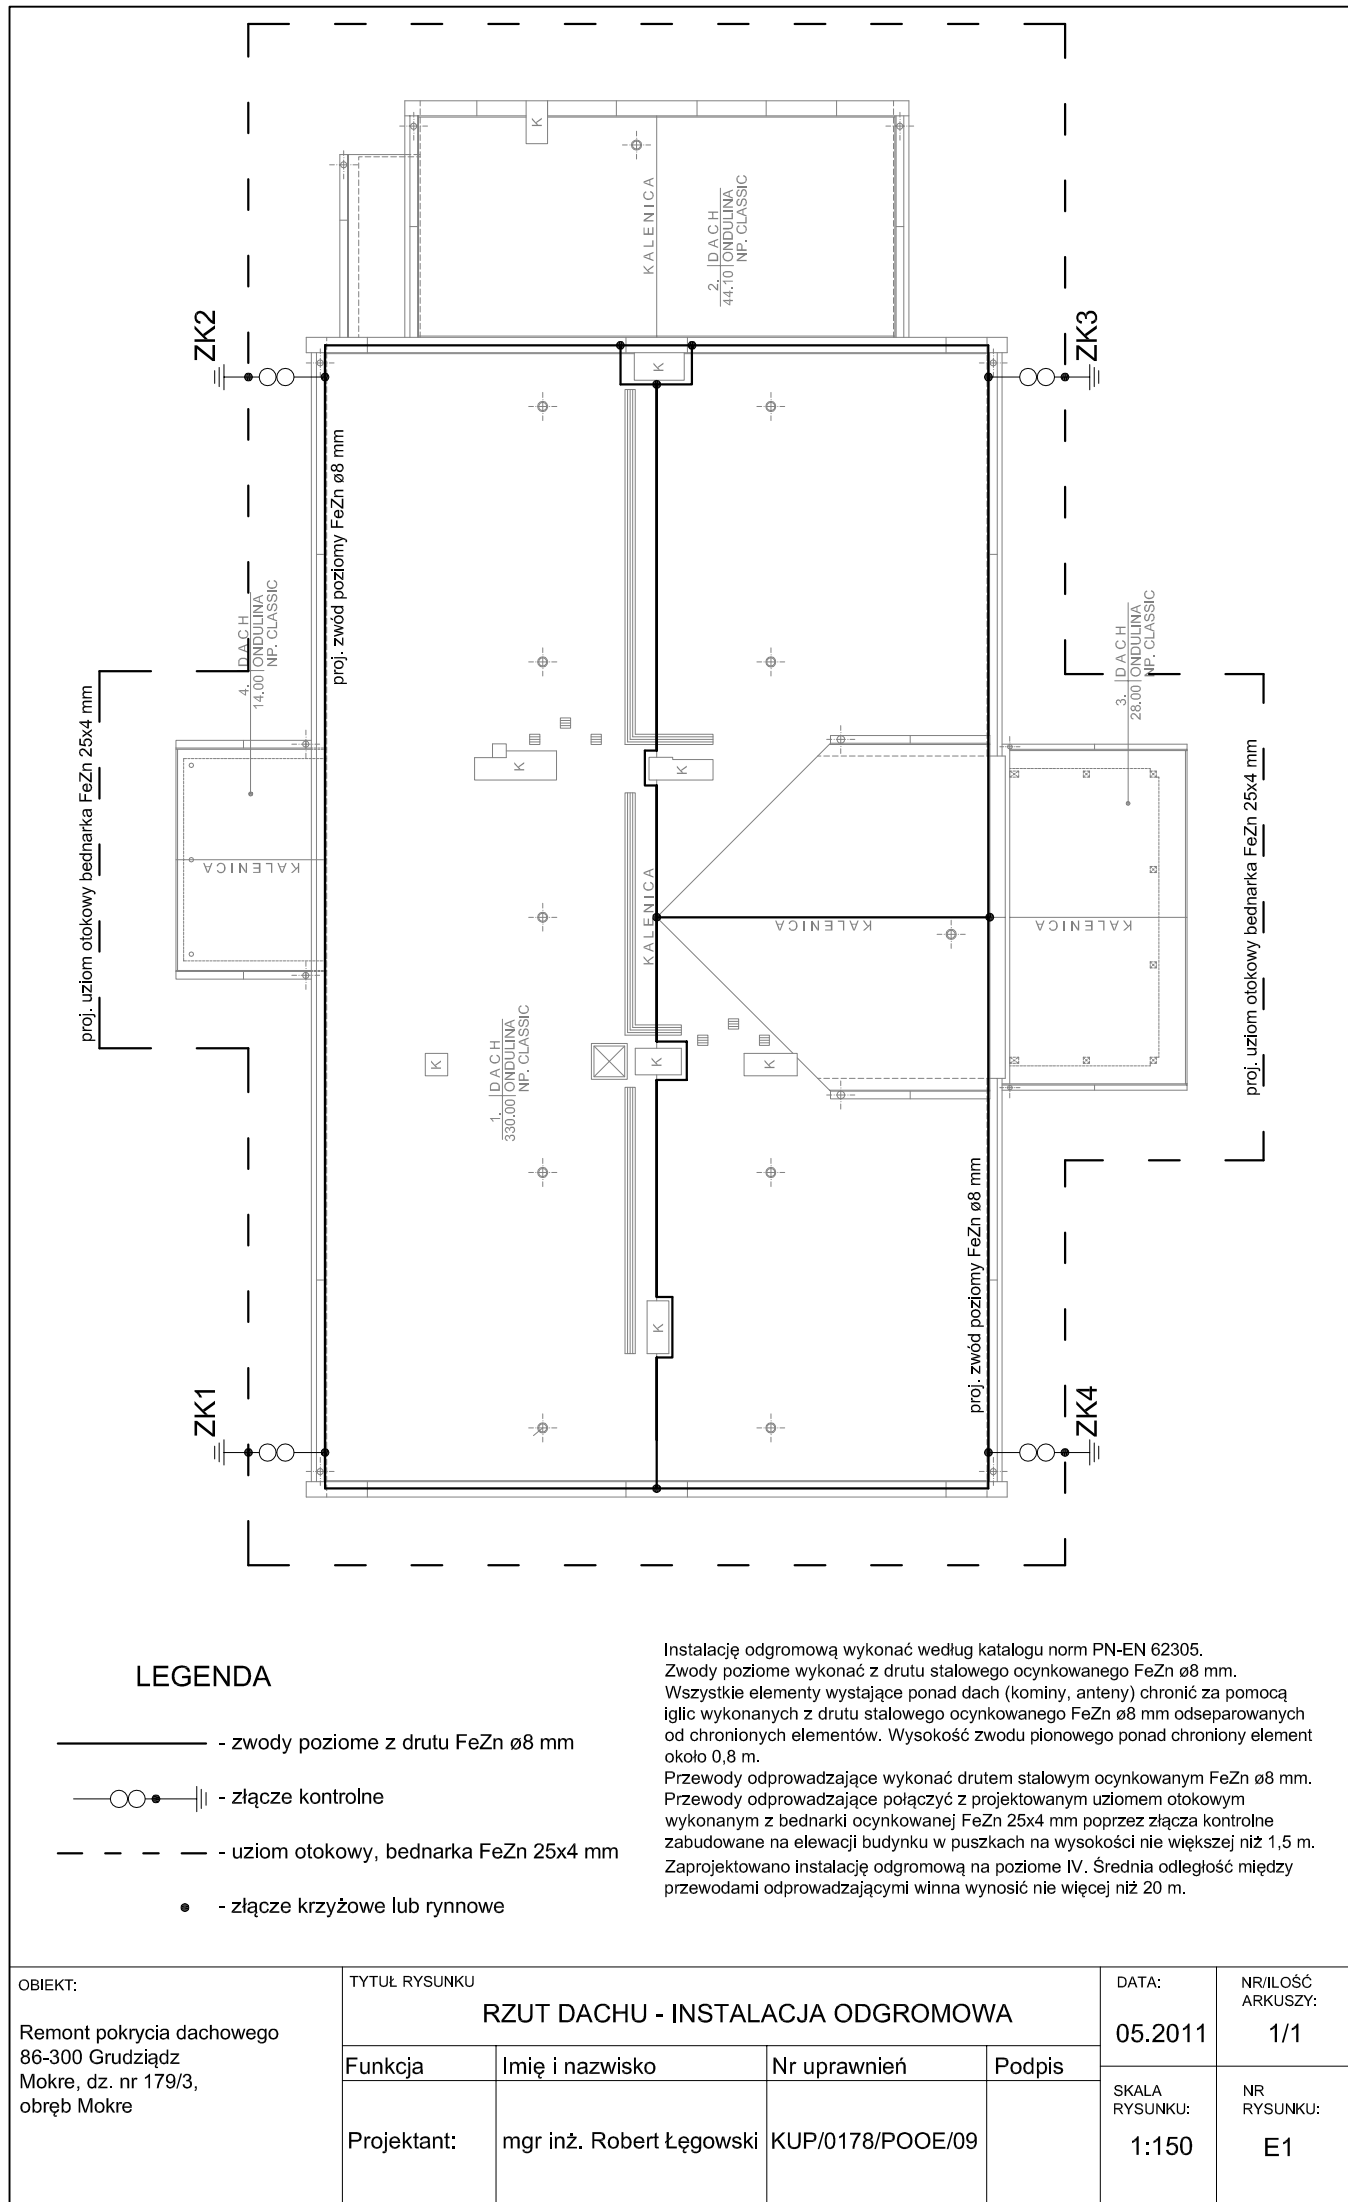 K
KALENICA
2. DACH
44.10 ONDULINA
NP. CLASSIC
ZK2
ZK3
K
proj. zwód poziomy FeZn ø8 mm
4. DACH
14.00 ONDULINA
NP. CLASSIC
3. DACH
28.00 ONDULINA
NP. CLASSIC
proj. uziom otokowy bednarka FeZn 25x4 mm
proj. uziom otokowy bednarka FeZn 25x4 mm
K
K
KALENICA
KALENICA
KALENICA
KALENICA
1. DACH
330.00 ONDULINA
NP. CLASSIC
K
K
K
proj. zwód poziomy FeZn ø8 mm
K
ZK1
ZK4
LEGENDA
- zwody poziome z drutu FeZn ø8 mm
- złącze kontrolne
- uziom otokowy, bednarka FeZn 25x4 mm
- złącze krzyżowe lub rynnowe
Instalację odgromową wykonać według katalogu norm PN-EN 62305.
Zwody poziome wykonać z drutu stalowego ocynkowanego FeZn ø8 mm.
Wszystkie elementy wystające ponad dach (kominy, anteny) chronić za pomocą
iglic wykonanych z drutu stalowego ocynkowanego FeZn ø8 mm odseparowanych
od chronionych elementów. Wysokość zwodu pionowego ponad chroniony element
około 0,8 m.
Przewody odprowadzające wykonać drutem stalowym ocynkowanym FeZn ø8 mm.
Przewody odprowadzające połączyć z projektowanym uziomem otokowym
wykonanym z bednarki ocynkowanej FeZn 25x4 mm poprzez złącza kontrolne
zabudowane na elewacji budynku w puszkach na wysokości nie większej niż 1,5 m.
Zaprojektowano instalację odgromową na poziome IV. Średnia odległość między
przewodami odprowadzającymi winna wynosić nie więcej niż 20 m.
OBIEKT:
Remont pokrycia dachowego
86-300 Grudziądz
Mokre, dz. nr 179/3,
obręb Mokre
TYTUŁ RYSUNKU
RZUT DACHU - INSTALACJA ODGROMOWA
Funkcja
Imię i nazwisko
Nr uprawnień
Podpis
Projektant:
mgr inż. Robert Łęgowski
KUP/0178/POOE/09
DATA:
05.2011
NR/ILOŚĆ
ARKUSZY:
1/1
SKALA
RYSUNKU:
1:150
NR
RYSUNKU:
E1